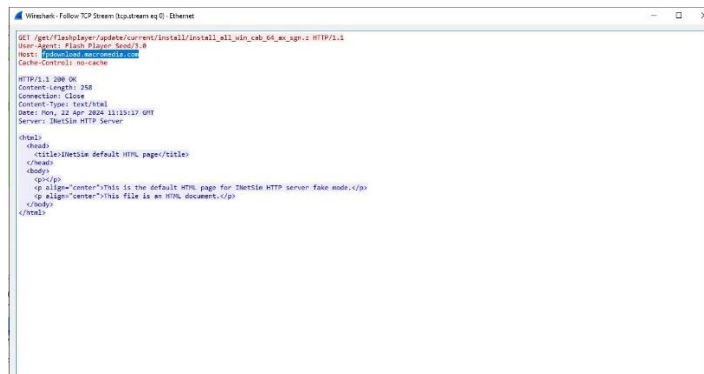 Wireshark - Follow TCP Stream (tcp.stream eq 0) - Ethernet
GET /get/flashplayer/update/current/install/install_all_win_cab_64_ax_sgn.z HTTP/1.1
User-Agent: Flash Player Seed/3.0
Host: fpdownload.macromedia.com
Cache-Control: no-cache
HTTP/1.1 200 OK
Content-Length: 258
Connection: Close
Content-Type: text/html
Date: Mon, 22 Apr 2024 11:15:17 GMT
Server: INetSim HTTP Server
<html>
<head>
<title>INetSim default HTML page</title>
</head>
<body>
<p></p>
<p align="center">This is the default HTML page for INetSim HTTP server fake mode.</p>
<p align="center">This file is an HTML document.</p>
</body>
</html>